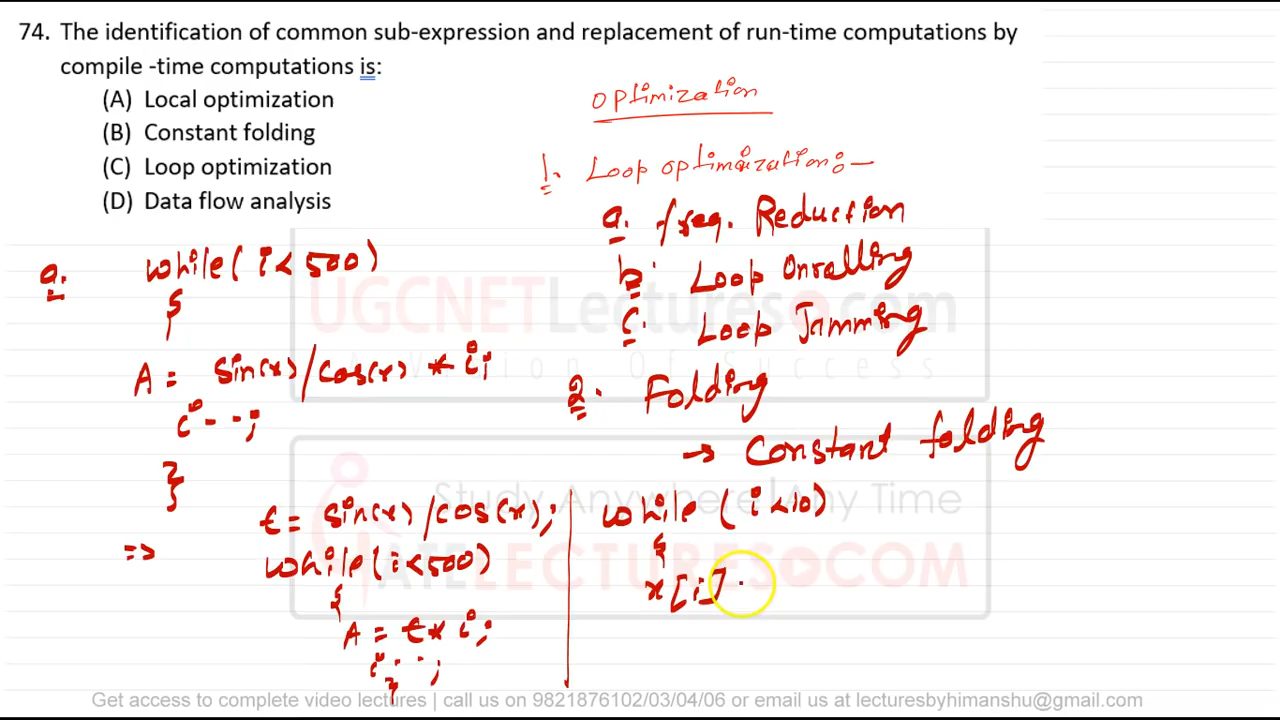 74. The identification of common sub-expression and replacement of run-time computations by
compile -time computations is:
(A) Local optimization
(B) Constant folding
(C) Loop optimization
(D) Data flow analysis
optimization
1. Loop optimization:—
a. freq. Reduction
b. Loop Unrolling
c. Loop Jamming
2. Folding
→ Constant folding
a. while( i< 500)
{
A = sin(x)/cos(x) * i;
i--;
}
=> t = sin(x)/cos(x);
while(i<500)
{
A = t* i;
i--;
}
while ( i<10)
{
x[i]
UGCNETLectures.com
A Vision Of Success
Study Anywhere Any Time
GATELECTURES.COM
Get access to complete video lectures | call us on 9821876102/03/04/06 or email us at lecturesbyhimanshu@gmail.com